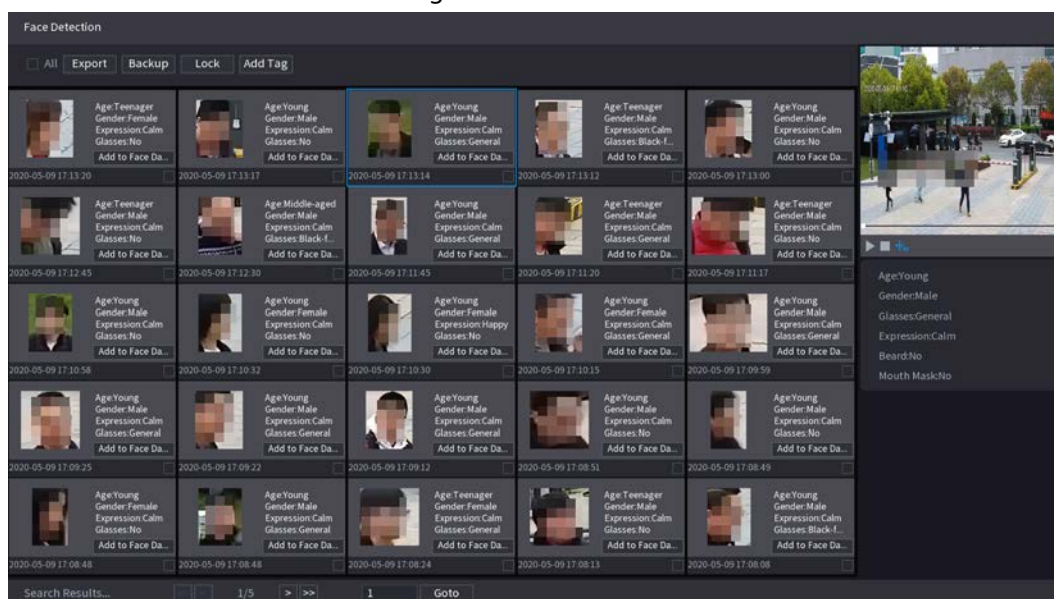 Face Detection
All Export Backup Lock Add Tag
Age:Teenager
Gender:Female
Expression:Calm
Glasses:No
Add to Face Da...
2020-05-09 17:13:20
Age:Young
Gender:Male
Expression:Calm
Glasses:No
Add to Face Da...
2020-05-09 17:13:17
Age:Young
Gender:Male
Expression:Calm
Glasses:General
Add to Face Da...
2020-05-09 17:13:14
Age:Teenager
Gender:Male
Expression:Calm
Glasses:Black-f...
Add to Face Da...
2020-05-09 17:13:12
Age:Young
Gender:Male
Expression:Calm
Glasses:No
Add to Face Da...
2020-05-09 17:13:00
Age:Teenager
Gender:Male
Expression:Calm
Glasses:No
Add to Face Da...
2020-05-09 17:12:45
Age:Middle-aged
Gender:Male
Expression:Calm
Glasses:Black-f...
Add to Face Da...
2020-05-09 17:12:30
Age:Young
Gender:Male
Expression:Calm
Glasses:General
Add to Face Da...
2020-05-09 17:11:45
Age:Teenager
Gender:Male
Expression:Calm
Glasses:General
Add to Face Da...
2020-05-09 17:11:20
Age:Teenager
Gender:Male
Expression:Calm
Glasses:No
Add to Face Da...
2020-05-09 17:11:17
Age:Young
Gender:Male
Expression:Calm
Glasses:No
Add to Face Da...
2020-05-09 17:10:58
Age:Young
Gender:Female
Expression:Calm
Glasses:No
Add to Face Da...
2020-05-09 17:10:32
Age:Young
Gender:Female
Expression:Happy
Glasses:No
Add to Face Da...
2020-05-09 17:10:30
Age:Young
Gender:Female
Expression:Calm
Glasses:General
Add to Face Da...
2020-05-09 17:10:15
Age:Young
Gender:Male
Expression:Calm
Glasses:General
Add to Face Da...
2020-05-09 17:09:59
Age:Young
Gender:Male
Expression:Calm
Glasses:General
Add to Face Da...
2020-05-09 17:09:25
Age:Young
Gender:Male
Expression:Calm
Glasses:General
Add to Face Da...
2020-05-09 17:09:22
Age:Young
Gender:Male
Expression:Calm
Glasses:General
Add to Face Da...
2020-05-09 17:09:12
Age:Young
Gender:Male
Expression:Calm
Glasses:No
Add to Face Da...
2020-05-09 17:08:51
Age:Young
Gender:Male
Expression:Calm
Glasses:No
Add to Face Da...
2020-05-09 17:08:49
Age:Young
Gender:Female
Expression:Calm
Glasses:No
Add to Face Da...
2020-05-09 17:08:48
Age:Young
Gender:Male
Expression:Calm
Glasses:General
Add to Face Da...
2020-05-09 17:08:48
Age:Teenager
Gender:Female
Expression:Calm
Glasses:General
Add to Face Da...
2020-05-09 17:08:24
Age:Teenager
Gender:Male
Expression:Calm
Glasses:No
Add to Face Da...
2020-05-09 17:08:13
Age:Young
Gender:Male
Expression:Calm
Glasses:Black-f...
Add to Face Da...
2020-05-09 17:08:08
Age:Young
Gender:Male
Glasses:General
Expression:Calm
Beard:No
Mouth Mask:No
Search Results... 1/5 > >> 1 Goto